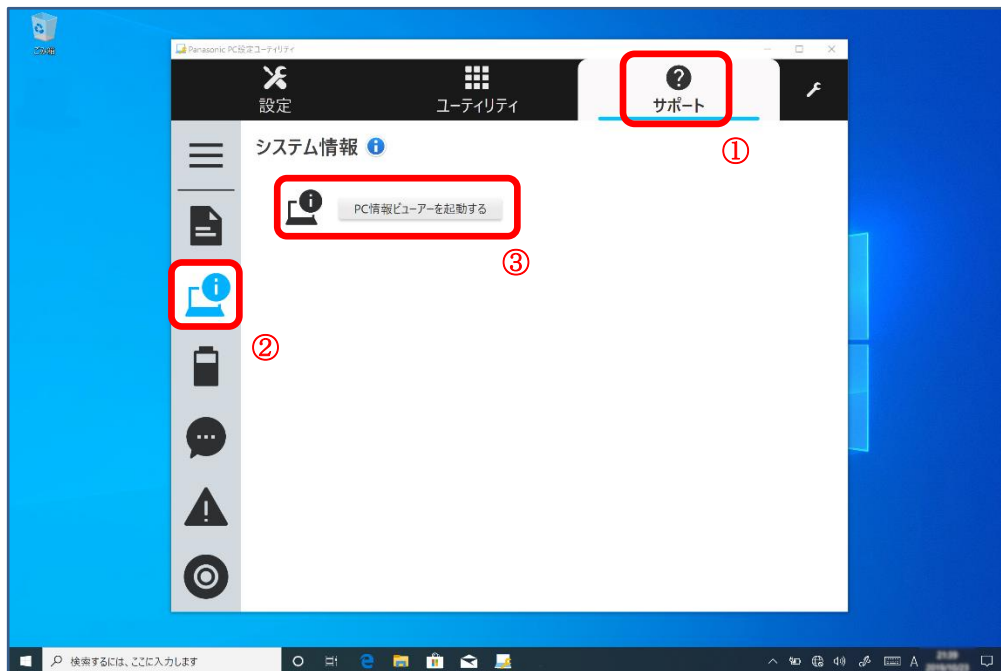 ごみ箱
Panasonic PC設定ユーティリティ
設定
ユーティリティ
サポート
①
システム情報
PC情報ビューアーを起動する
③
②
検索するには、ここに入力します
A